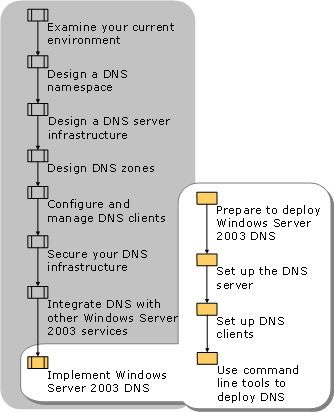 Examine your current
environment
Design a DNS
namespace
Design a DNS server
infrastructure
Design DNS zones
Configure and
manage DNS clients
Secure your DNS
infrastructure
Integrate DNS with
other Windows Server
2003 services
Implement Windows
Server 2003 DNS
Prepare to deploy
Windows Server
2003 DNS
Set up the DNS
server
Set up DNS
clients
Use command
line tools to
deploy DNS